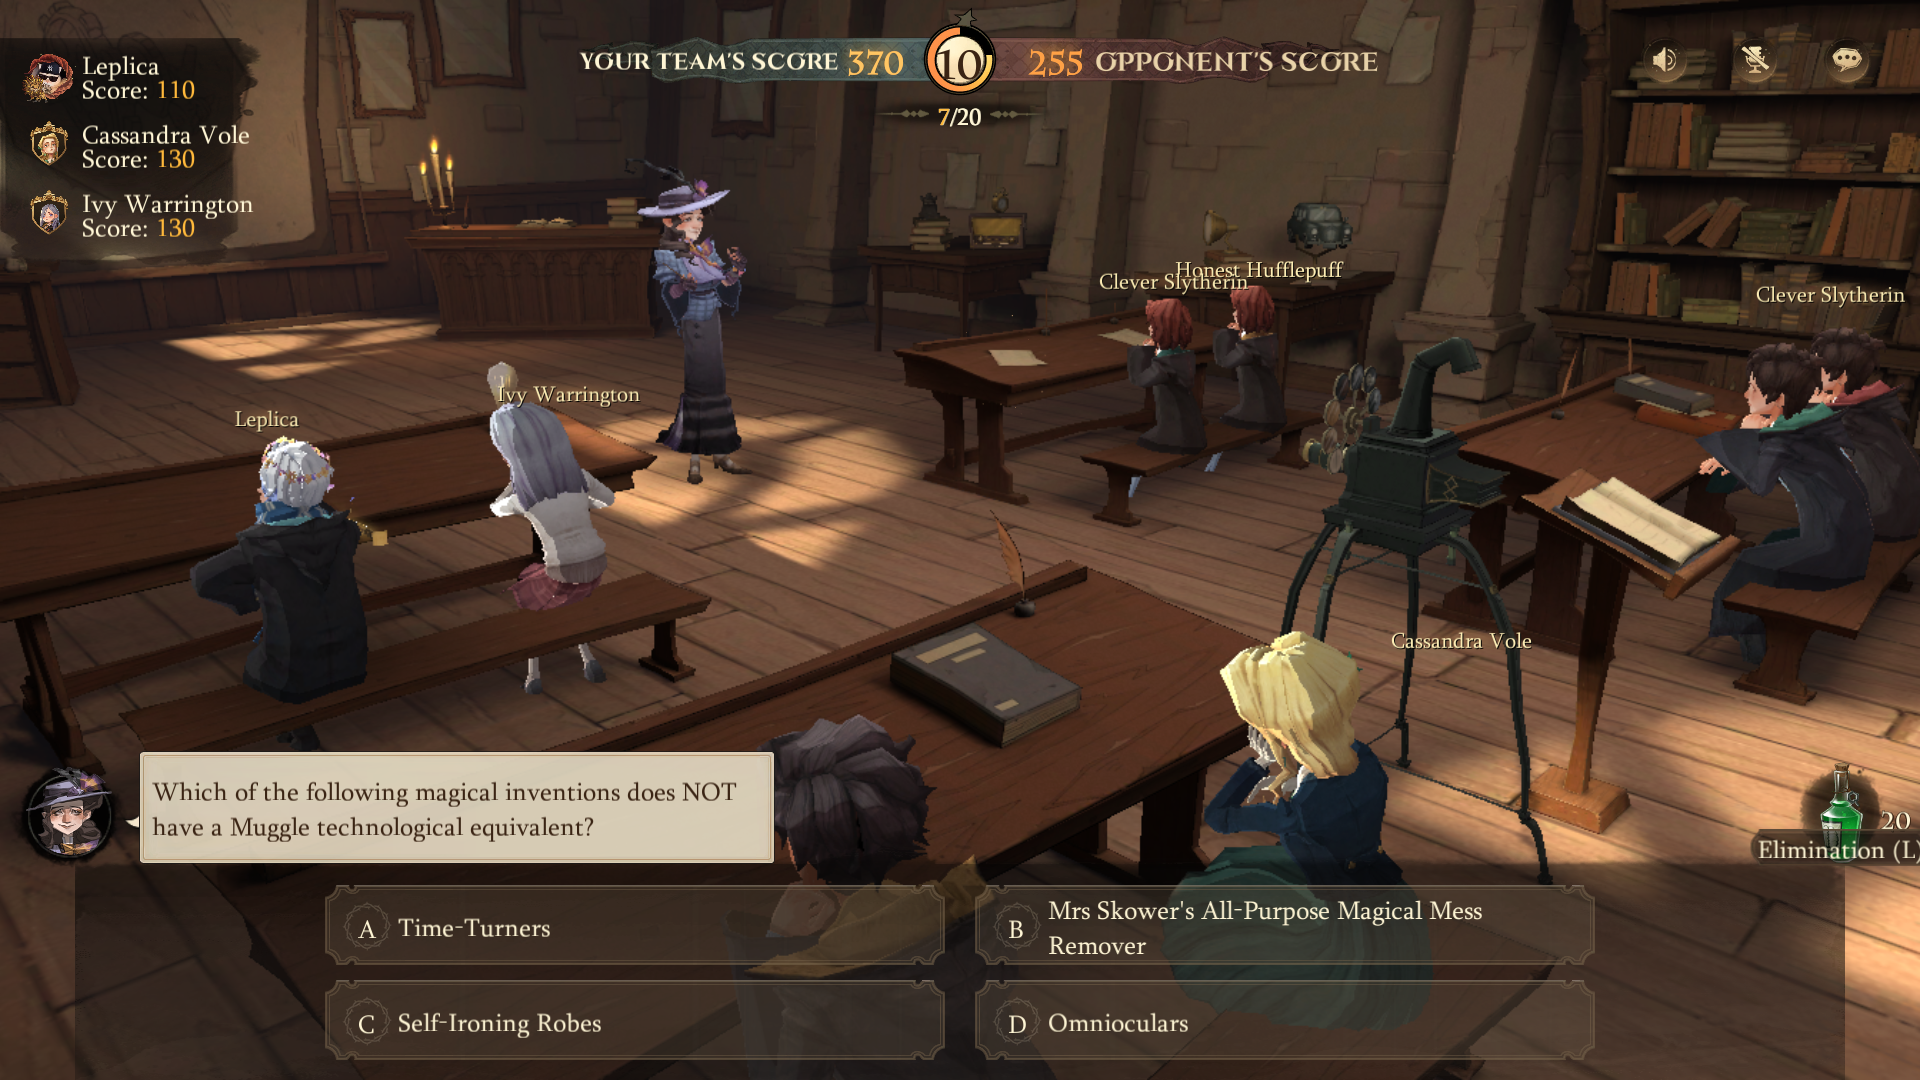 Leplica
Score: 110
Cassandra Vole
Score: 130
Ivy Warrington
Score: 130
YOUR TEAM'S SCORE 370
10
255 OPPONENT'S SCORE
7/20
Honest Hufflepuff
Clever Slytherin
Clever Slytherin
Ivy Warrington
Leplica
Cassandra Vole
Which of the following magical inventions does NOT
have a Muggle technological equivalent?
20
Elimination (L)
A Time-Turners
B Mrs Skower's All-Purpose Magical Mess
Remover
C Self-Ironing Robes
D Omnioculars